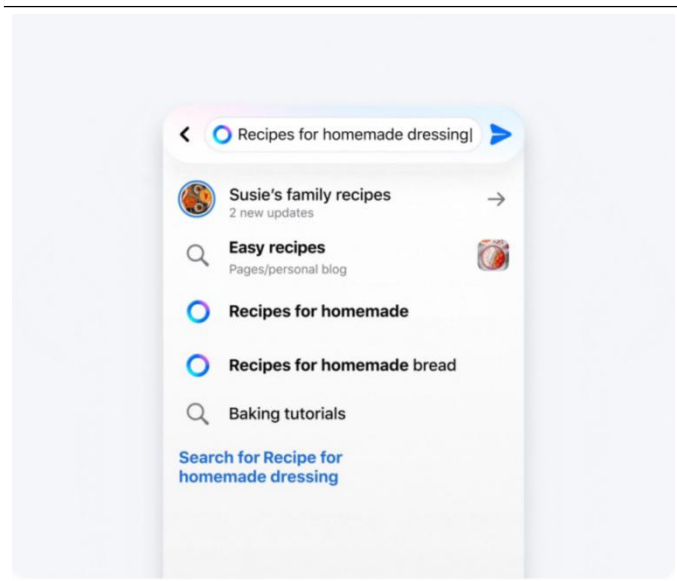 Recipes for homemade dressing
Susie's family recipes
2 new updates
Easy recipes
Pages/personal blog
Recipes for homemade
Recipes for homemade bread
Baking tutorials
Search for Recipe for
homemade dressing